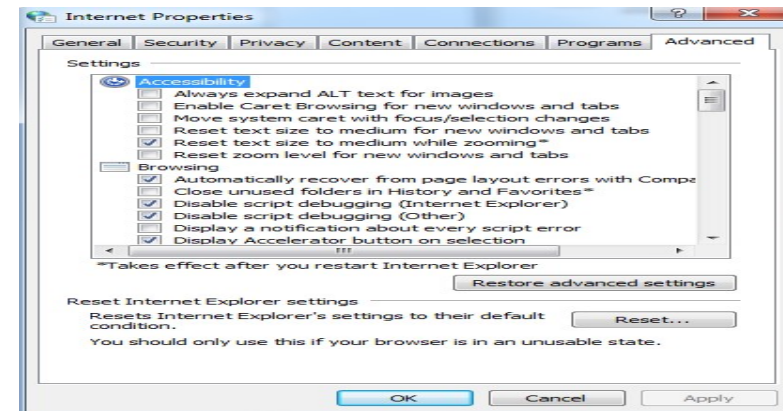 Internet Properties
General Security Privacy Content Connections Programs Advanced
Settings
Accessibility
Always expand ALT text for images
Enable Caret Browsing for new windows and tabs
Move system caret with focus/selection changes
Reset text size to medium for new windows and tabs
Reset text size to medium while zooming*
Reset zoom level for new windows and tabs
Browsing
Automatically recover from page layout errors with Compa
Close unused folders in History and Favorites*
Disable script debugging (Internet Explorer)
Disable script debugging (Other)
Display a notification about every script error
Display Accelerator button on selection
*Takes effect after you restart Internet Explorer
Restore advanced settings
Reset Internet Explorer settings
Resets Internet Explorer's settings to their default
condition.
Reset...
You should only use this if your browser is in an unusable state.
OK Cancel Apply